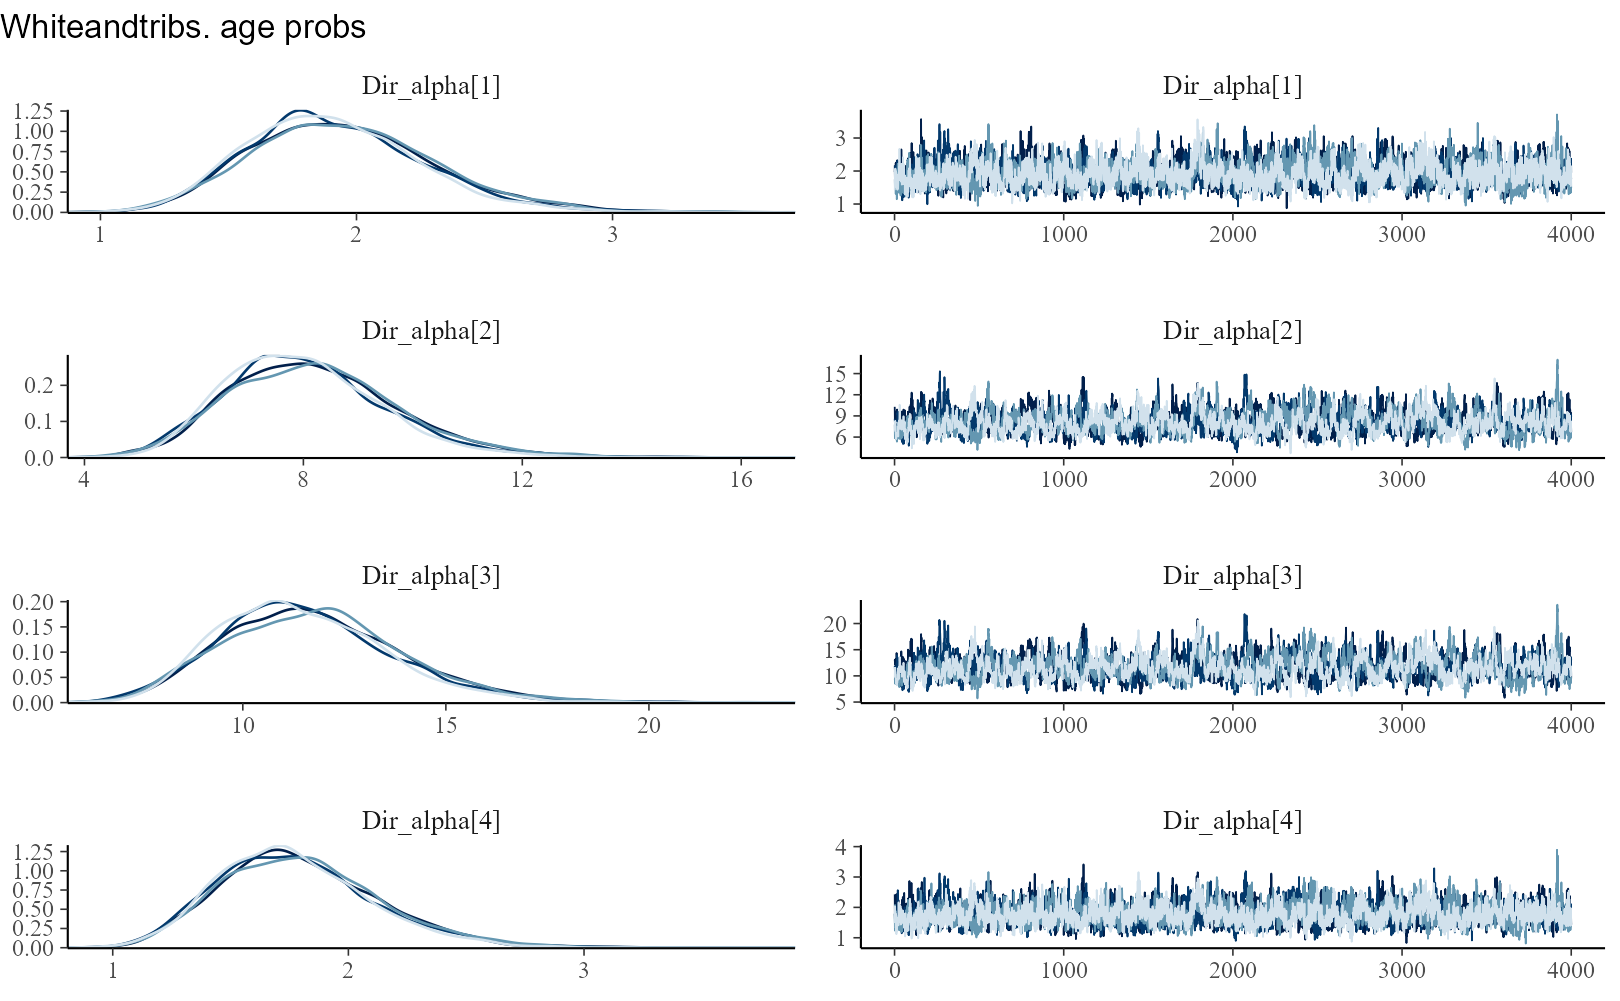 Whiteandtribs. age probs
Dir_alpha[1] Dir_alpha[1]
1.25
1.00
0.75
0.50
0.25
0.00
1 2 3
3
2
1
0 1000 2000 3000 4000
Dir_alpha[2] Dir_alpha[2]
0.2
0.1
0.0
4 8 12 16
15
12
9
6
0 1000 2000 3000 4000
Dir_alpha[3] Dir_alpha[3]
0.20
0.15
0.10
0.05
0.00
10 15 20
20
15
10
5
0 1000 2000 3000 4000
Dir_alpha[4] Dir_alpha[4]
1.25
1.00
0.75
0.50
0.25
0.00
1 2 3
4
3
2
1
0 1000 2000 3000 4000